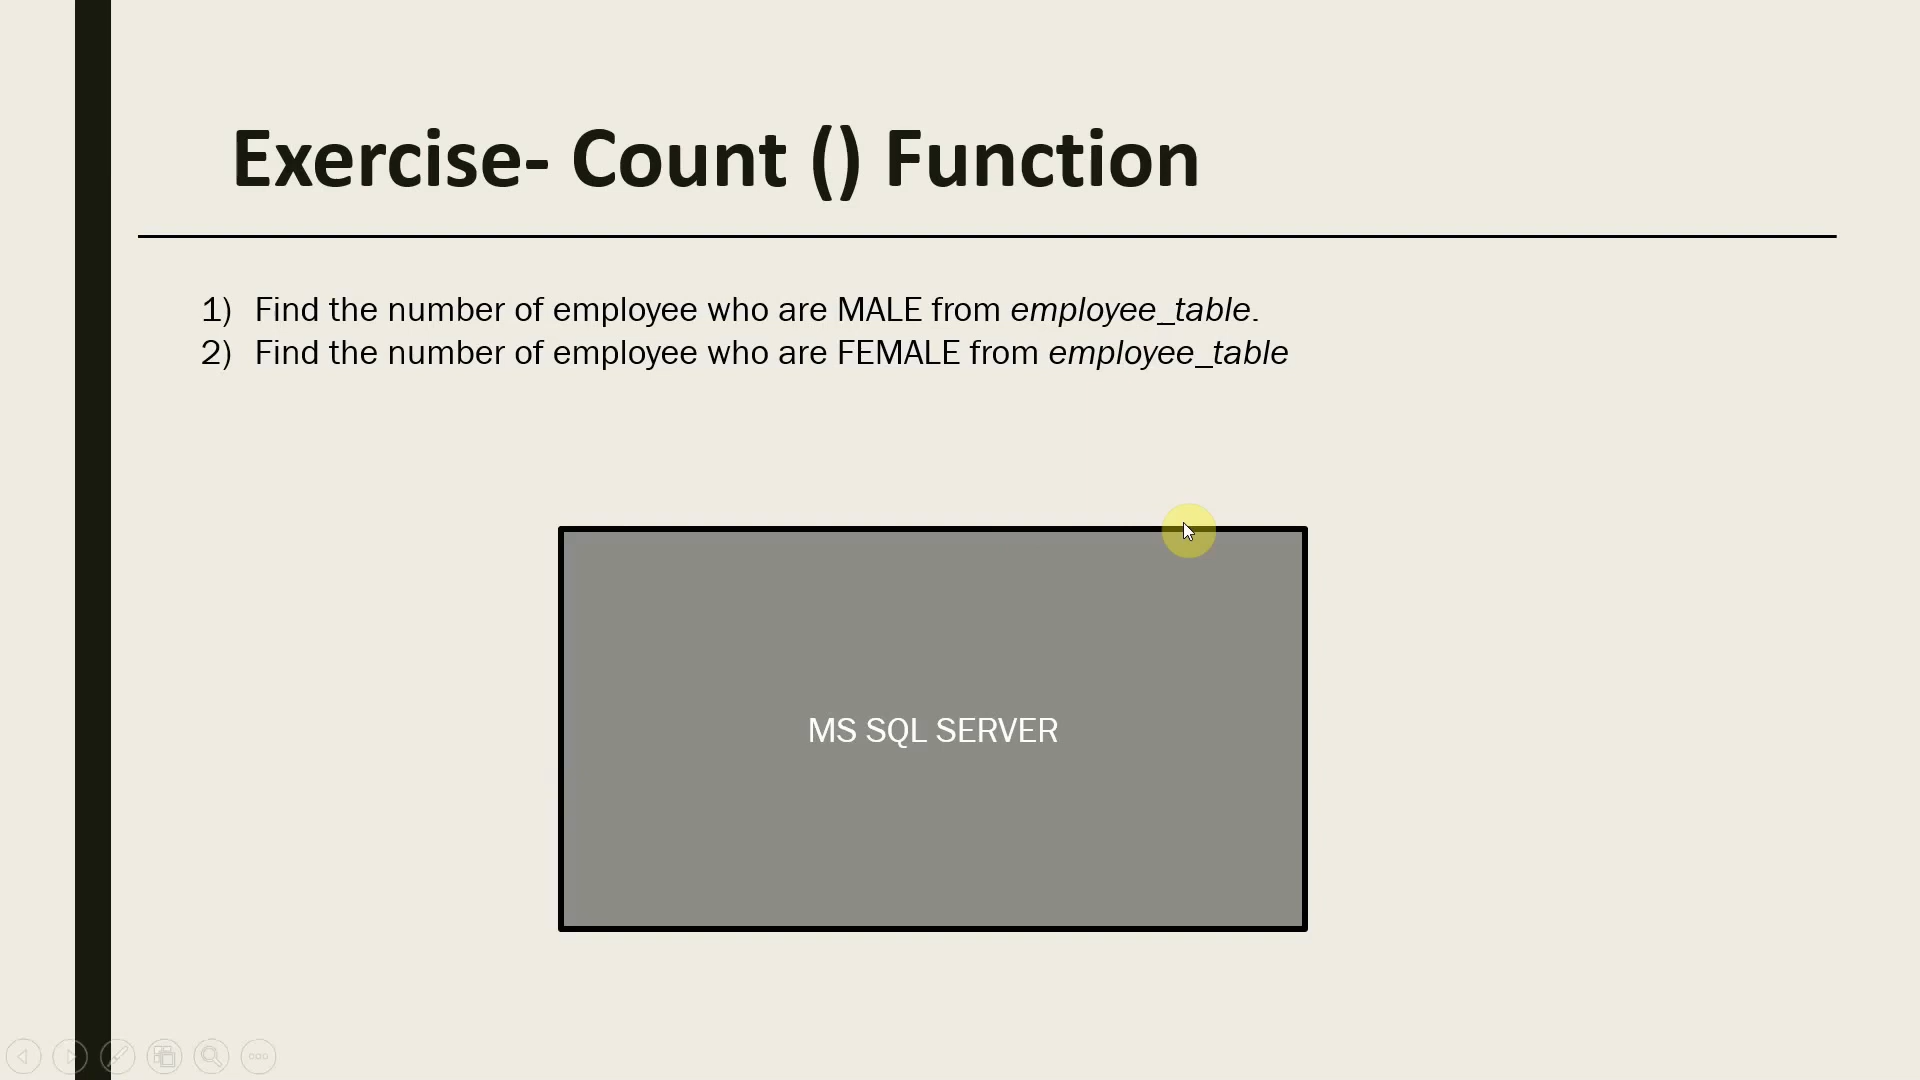 Exercise- Count () Function
1) Find the number of employee who are MALE from employee_table.
2) Find the number of employee who are FEMALE from employee_table
MS SQL SERVER